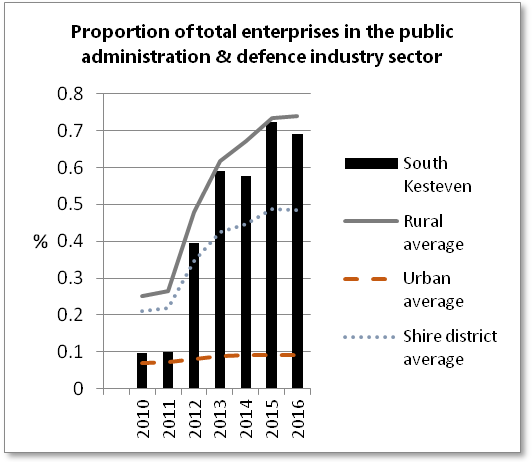 Proportion of total enterprises in the public
administration & defence industry sector
0.8
0.7
0.6
0.5
0.4
0.3
0.2
0.1
0
%
2010
2011
2012
2013
2014
2015
2016
South
Kesteven
Rural
average
Urban
average
Shire district
average